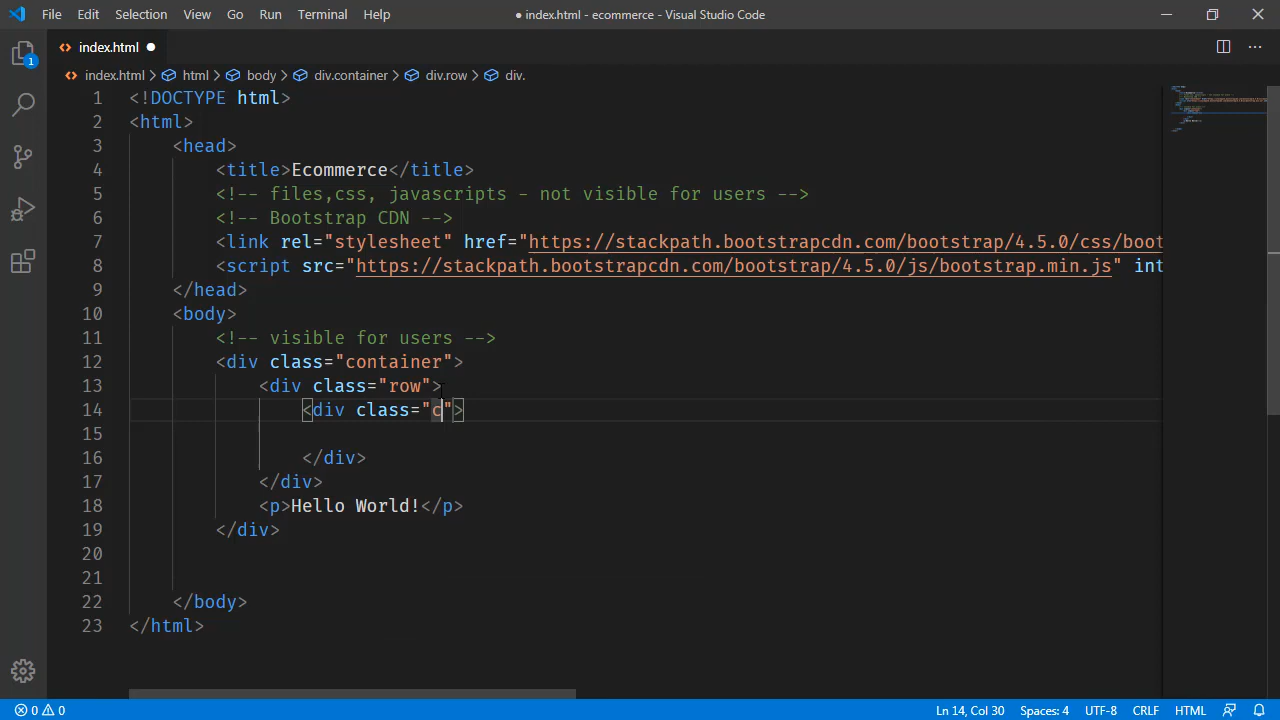 File Edit Selection View Go Run Terminal Help ● index.html - ecommerce - Visual Studio Code
index.html ●
index.html > html > body > div.container > div.row > div.
1 <!DOCTYPE html>
2 <html>
3 <head>
4 <title>Ecommerce</title>
5 <!-- files,css, javascripts - not visible for users -->
6 <!-- Bootstrap CDN -->
7 <link rel="stylesheet" href="https://stackpath.bootstrapcdn.com/bootstrap/4.5.0/css/boot
8 <script src="https://stackpath.bootstrapcdn.com/bootstrap/4.5.0/js/bootstrap.min.js" int
9 </head>
10 <body>
11 <!-- visible for users -->
12 <div class="container">
13 <div class="row">
14 <div class="c">
15
16 </div>
17 </div>
18 <p>Hello World!</p>
19 </div>
20
21
22 </body>
23 </html>
1
0 0 Ln 14, Col 30 Spaces: 4 UTF-8 CRLF HTML